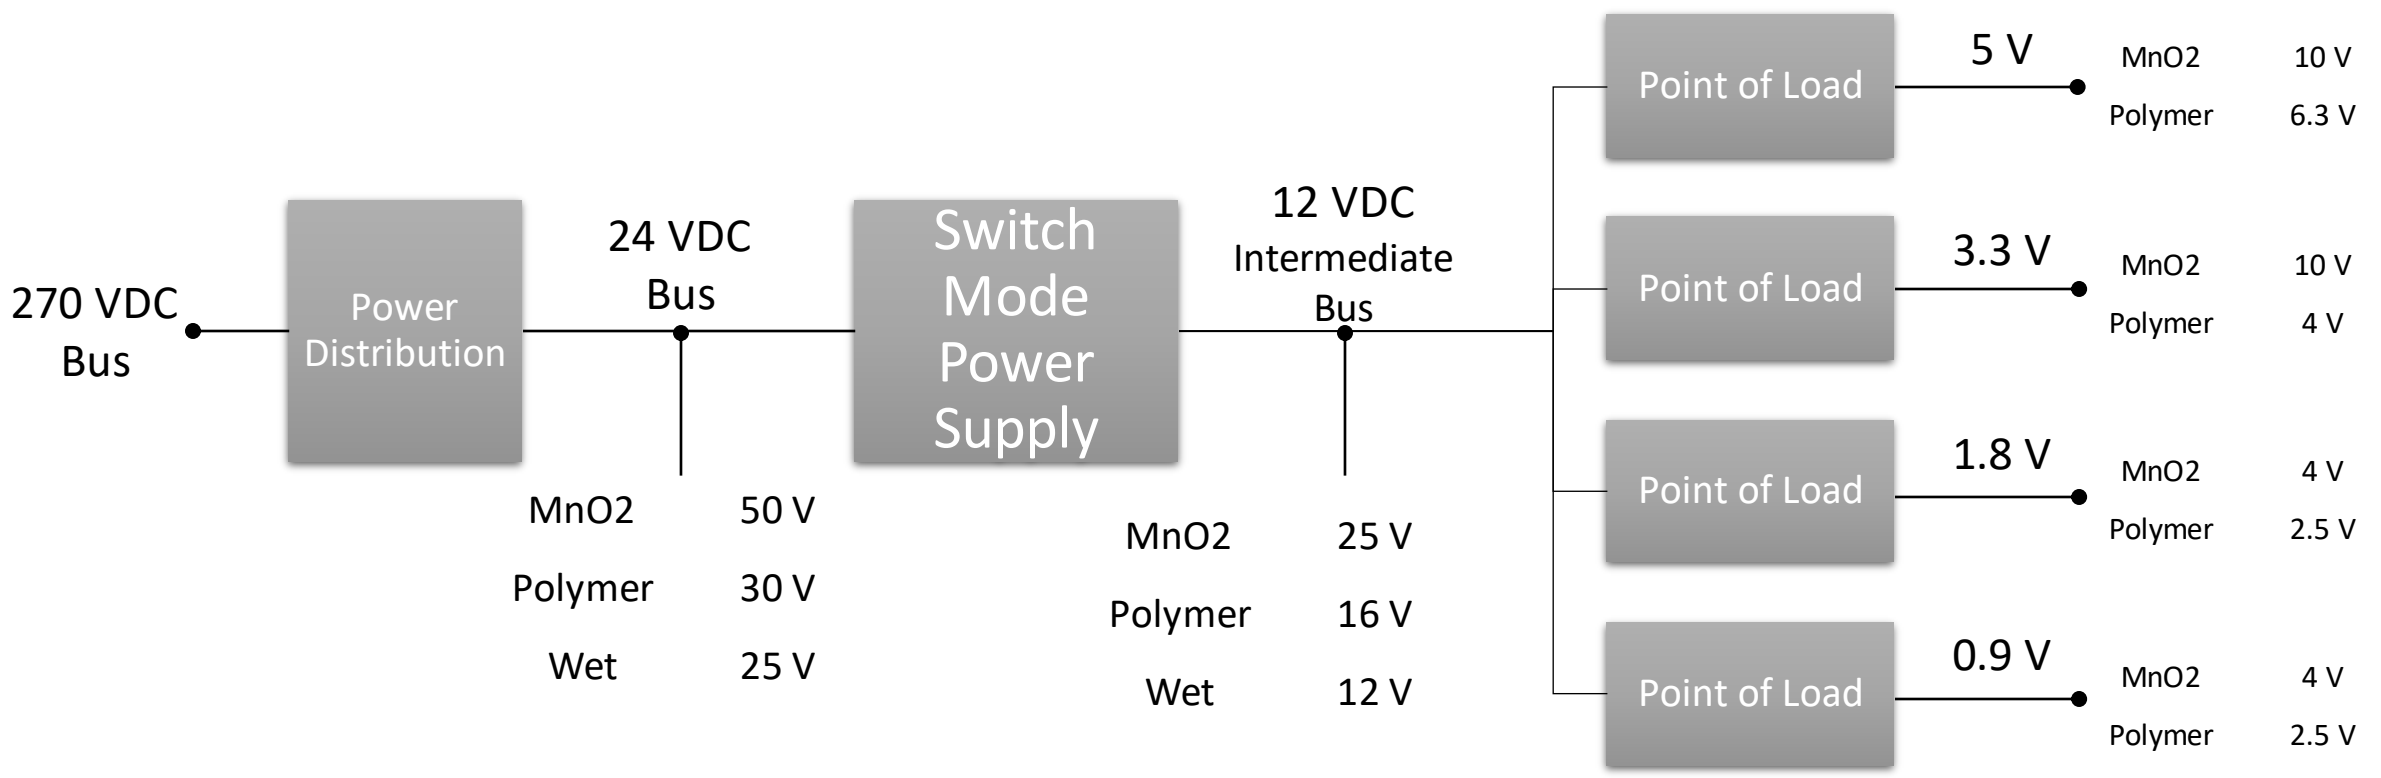 270 VDC
Bus
Power
Distribution
24 VDC
Bus
MnO2 50 V
Polymer 30 V
Wet 25 V
Switch
Mode
Power
Supply
12 VDC
Intermediate
Bus
MnO2 25 V
Polymer 16 V
Wet 12 V
Point of Load
5 V
MnO2 10 V
Polymer 6.3 V
Point of Load
3.3 V
MnO2 10 V
Polymer 4 V
Point of Load
1.8 V
MnO2 4 V
Polymer 2.5 V
Point of Load
0.9 V
MnO2 4 V
Polymer 2.5 V